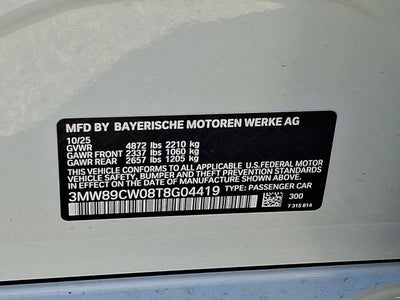 MFD BY BAYERISCHE MOTOREN WERKE AG
10/25
GVWR 4872 lbs 2210 kg
GAWR FRONT 2337 lbs 1060 kg
GAWR REAR 2657 lbs 1205 kg
THIS VEHICLE CONFORMS TO ALL APPLICABLE U.S.FEDERAL MOTOR
VEHICLE SAFETY, BUMPER, AND THEFT PREVENTION STANDARDS
IN EFFECT ON THE DATE OF MANUFACTURE SHOWN ABOVE.
3MW89CW08T8G04419 TYPE: PASSENGER CAR
300
7 315 814